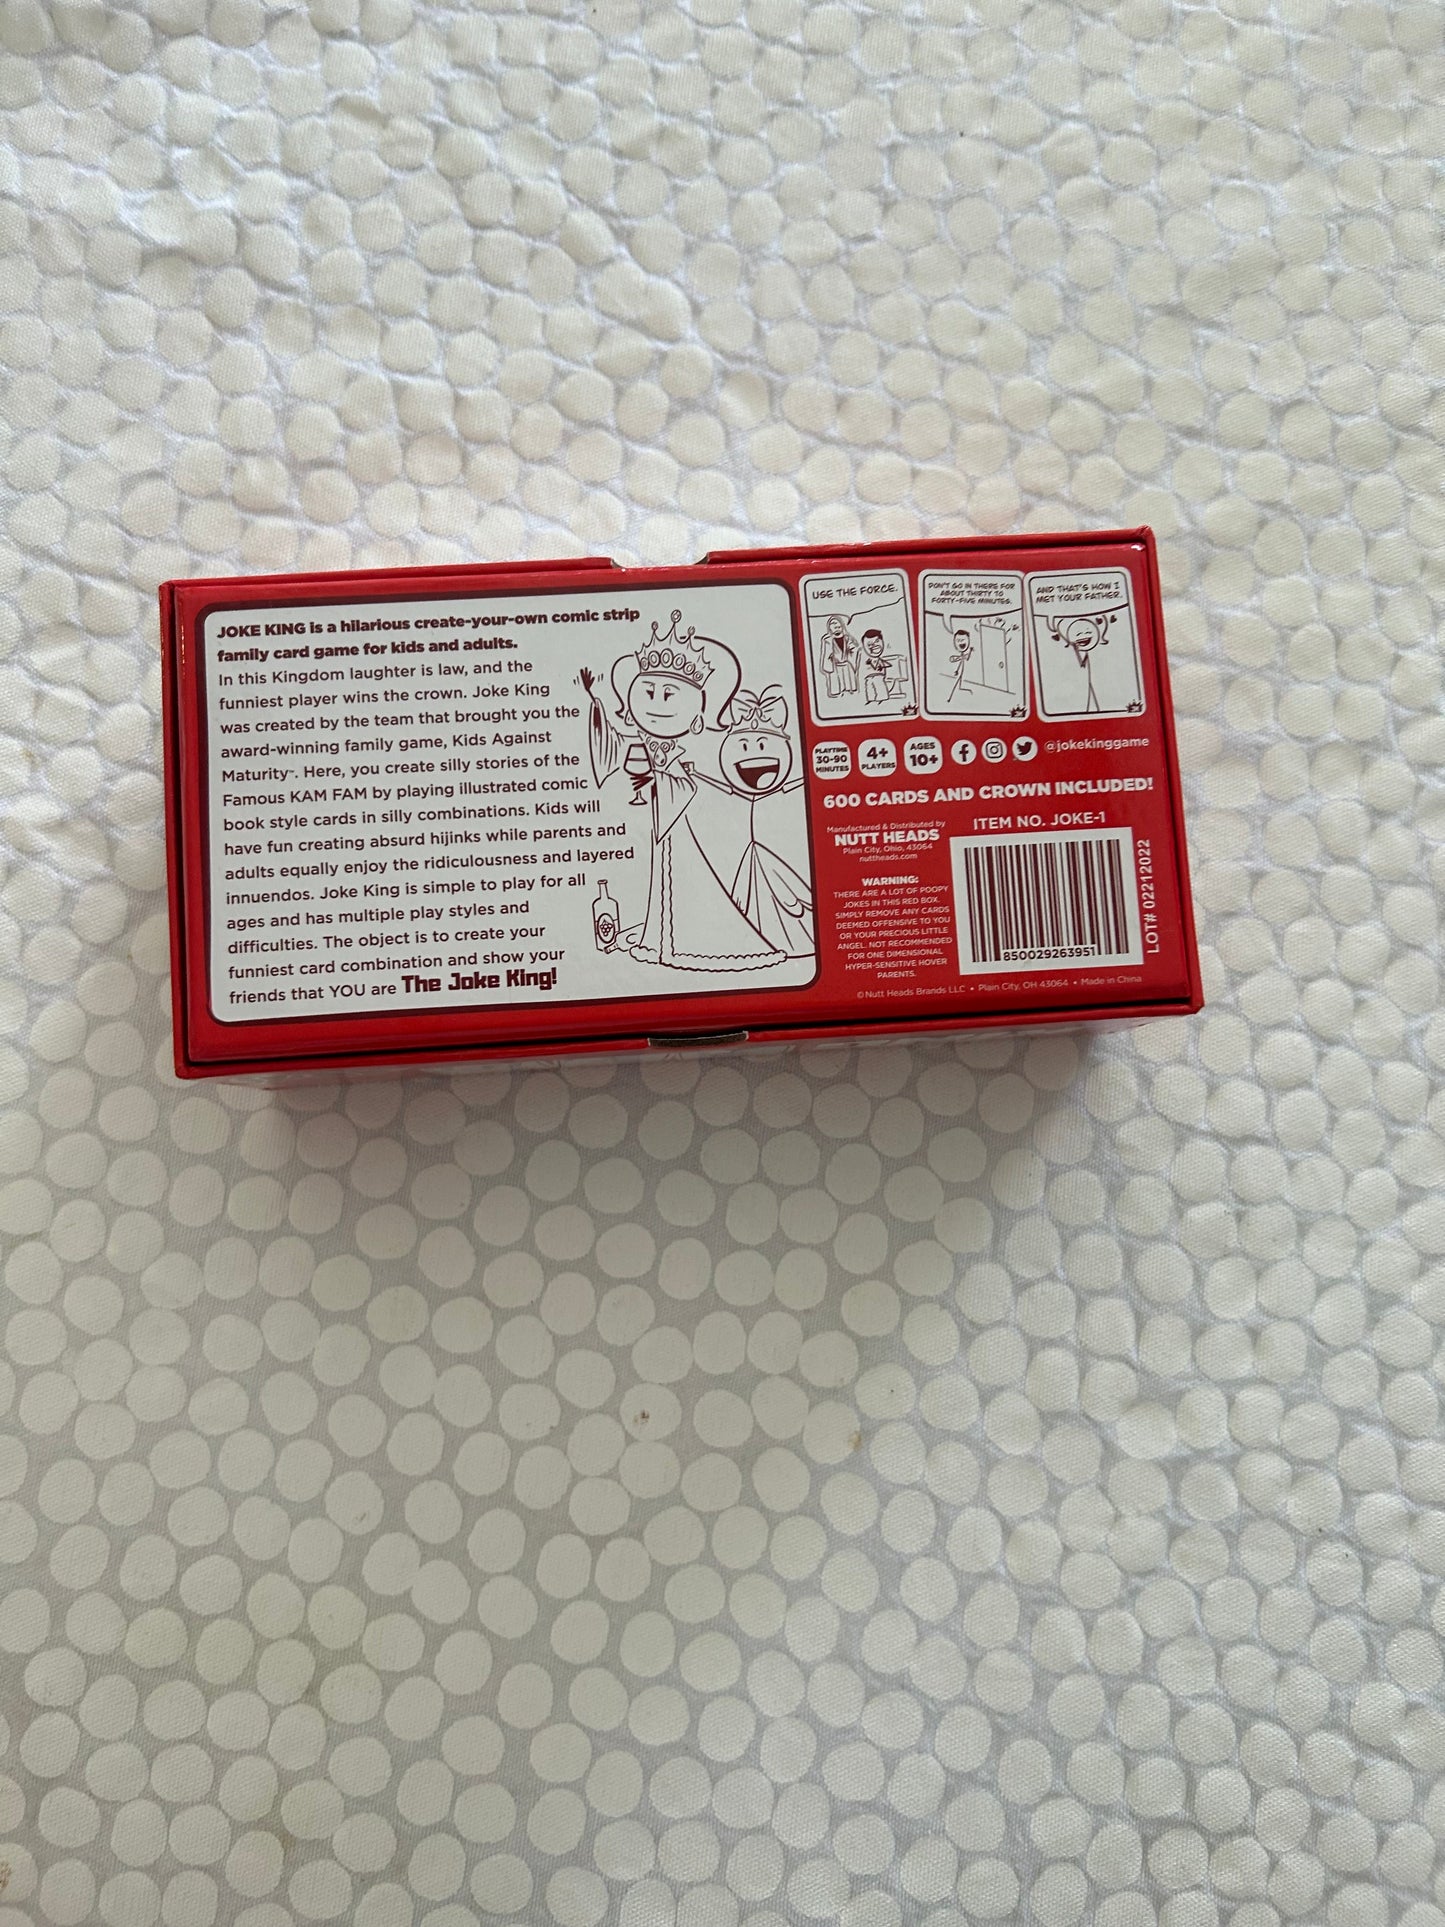 JOKE KING is a hilarious create-your-own comic strip
family card game for kids and adults.
In this Kingdom laughter is law, and the
funniest player wins the crown. Joke King
was created by the team that brought you the
award-winning family game, Kids Against
Maturity™. Here, you create silly stories of the
Famous KAM FAM by playing illustrated comic
book style cards in silly combinations. Kids will
have fun creating absurd hijinks while parents and
adults equally enjoy the ridiculousness and layered
innuendos. Joke King is simple to play for all
ages and has multiple play styles and
difficulties. The object is to create your
funniest card combination and show your
friends that YOU are The Joke King!
USE THE FORCE.
DON'T GO IN THERE FOR
ABOUT THIRTY TO
FORTY-FIVE MINUTES.
AND THAT'S HOW I
MET YOUR FATHER.
PLAYTIME
30-90
MINUTES
4+
PLAYERS
AGES
10+
@jokekinggame
600 CARDS AND CROWN INCLUDED!
Manufactured & Distributed by
NUTT HEADS
Plain City, Ohio, 43064
nuttheads.com
WARNING:
THERE ARE A LOT OF POOPY
JOKES IN THIS RED BOX.
SIMPLY REMOVE ANY CARDS
DEEMED OFFENSIVE TO YOU
OR YOUR PRECIOUS LITTLE
ANGEL. NOT RECOMMENDED
FOR ONE DIMENSIONAL
HYPER-SENSITIVE HOVER
PARENTS.
ITEM NO. JOKE-1
850029263951
LOT# 02212022
© Nutt Heads Brands LLC • Plain City, OH 43064 • Made in China